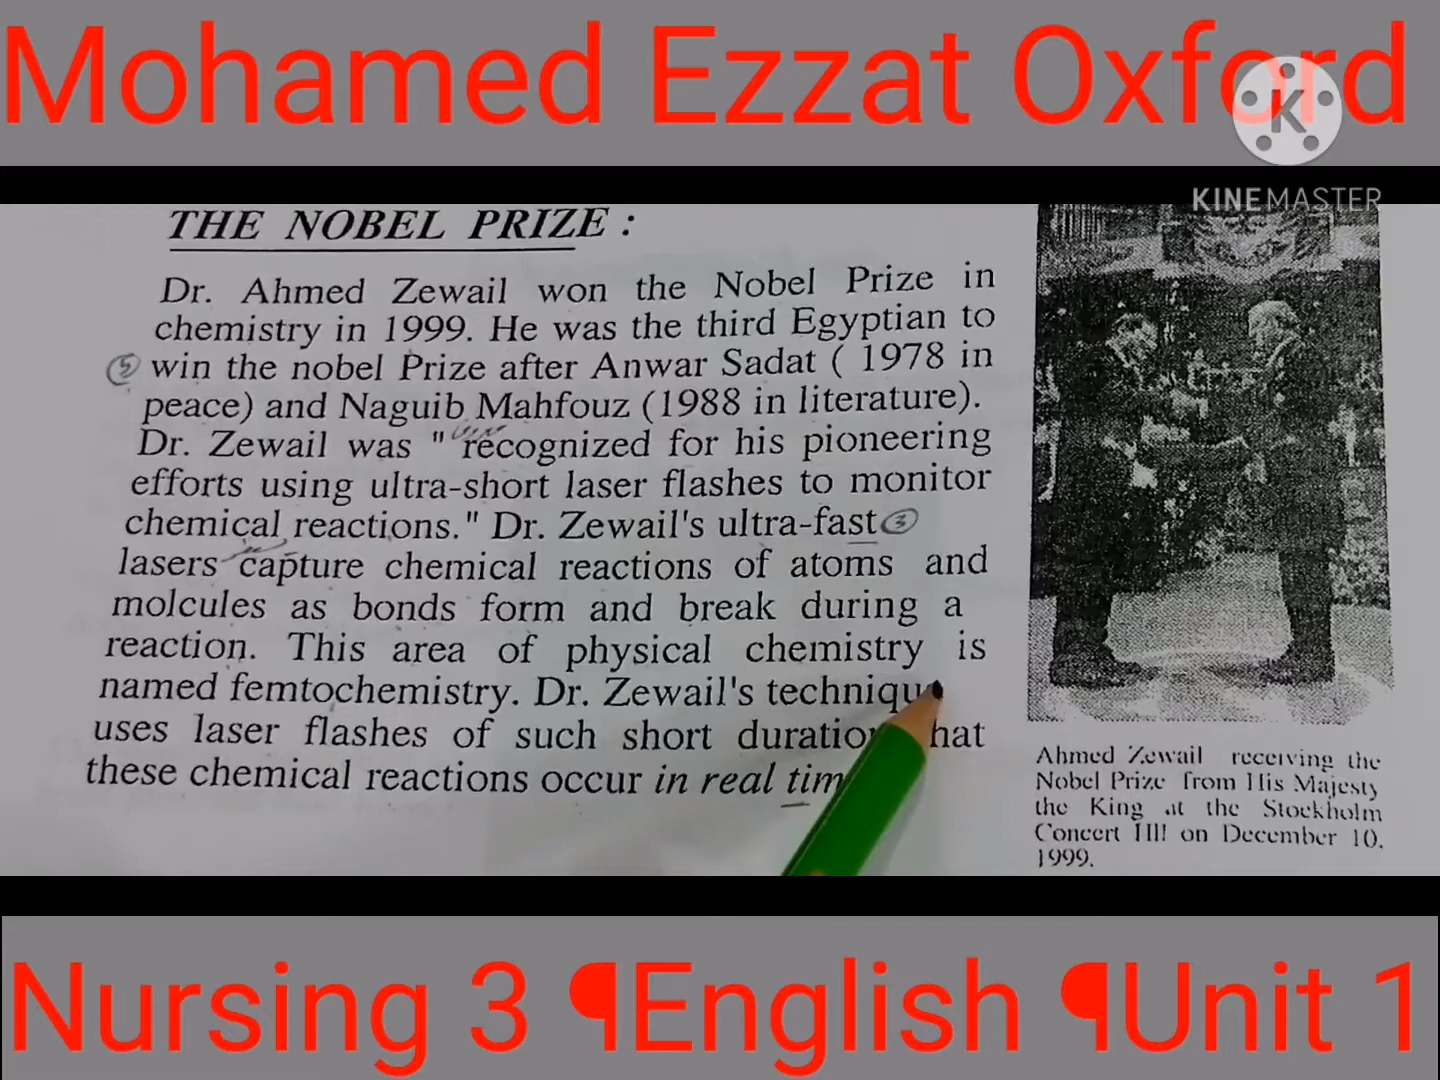 Mohamed Ezzat Oxford
K
KINEMASTER
THE NOBEL PRIZE :
Dr. Ahmed Zewail won the Nobel Prize in
chemistry in 1999. He was the third Egyptian to
5 win the nobel Prize after Anwar Sadat ( 1978 in
peace) and Naguib Mahfouz (1988 in literature).
Dr. Zewail was " recognized for his pioneering
efforts using ultra-short laser flashes to monitor
chemical reactions." Dr. Zewail's ultra-fast 3
lasers capture chemical reactions of atoms and
molcules as bonds form and break during a
reaction. This area of physical chemistry is
named femtochemistry. Dr. Zewail's techniqu
uses laser flashes of such short duration hat
these chemical reactions occur in real tim
Ahmed Zewail receiving the
Nobel Prize from His Majesty
the King at the Stockholm
Concert Hll on December 10.
1999.
Nursing 3 ¶English ¶Unit 1